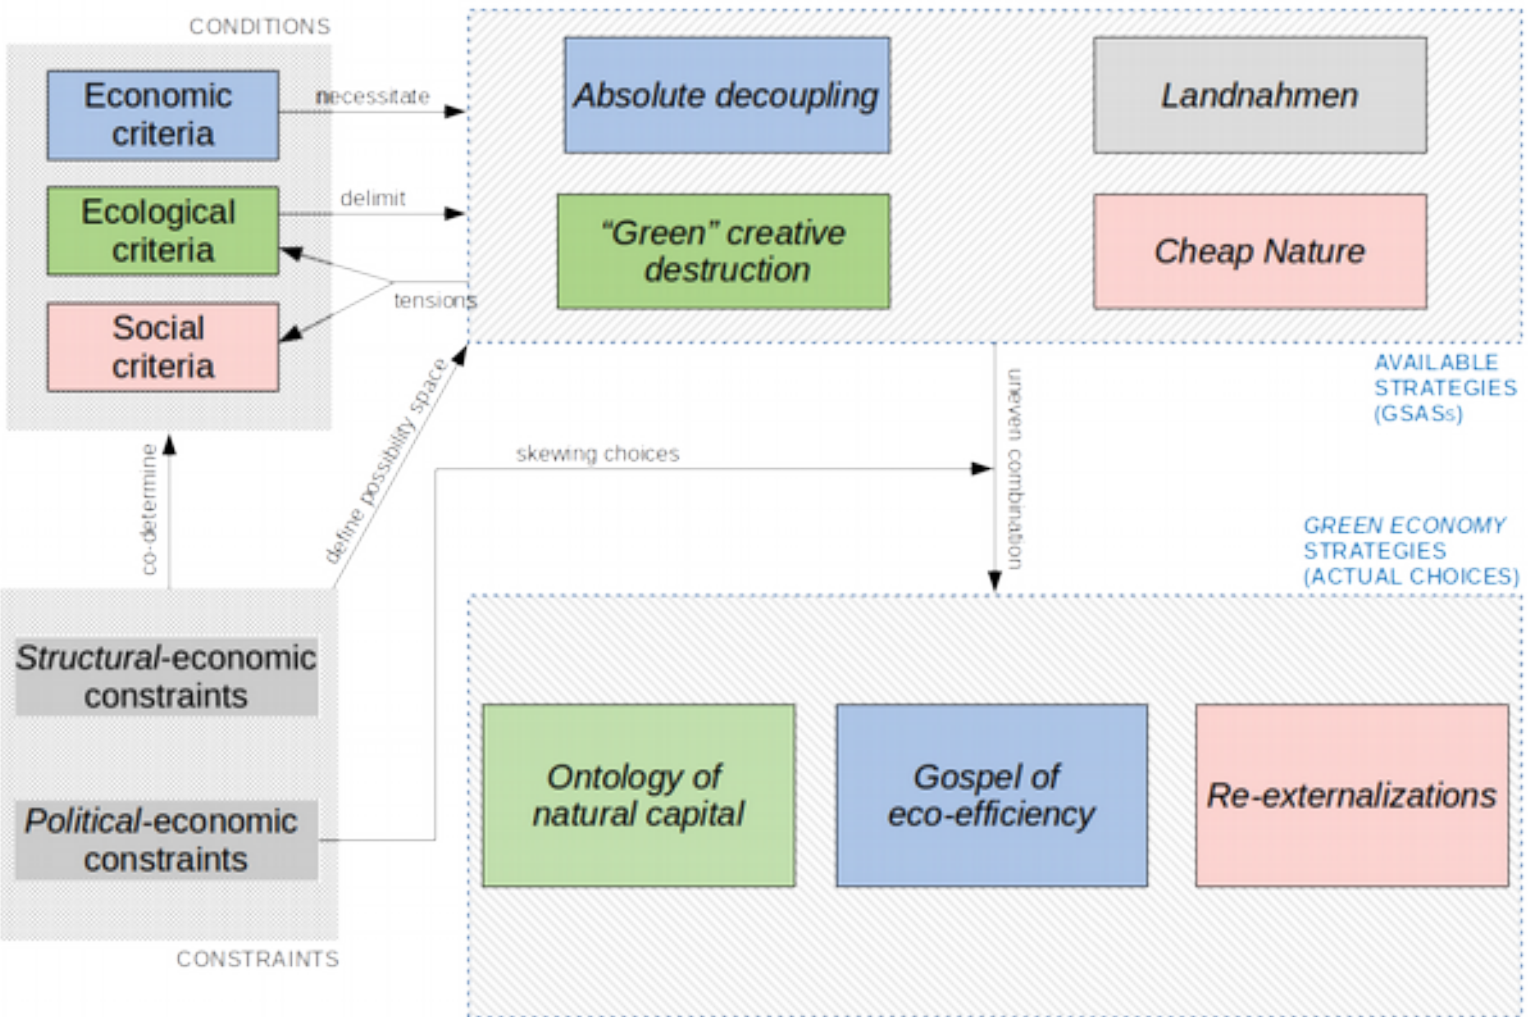 CONDITIONS
Economic
criteria
necessitate
Ecological
criteria
delimit
Social
criteria
tensions
Absolute decoupling
Landnahmen
“Green” creative
destruction
Cheap Nature
AVAILABLE
STRATEGIES
(GSASs)
co-determine
define possibility space
skewing choices
uneven combination
GREEN ECONOMY
STRATEGIES
(ACTUAL CHOICES)
Structural-economic
constraints
Political-economic
constraints
CONSTRAINTS
Ontology of
natural capital
Gospel of
eco-efficiency
Re-externalizations